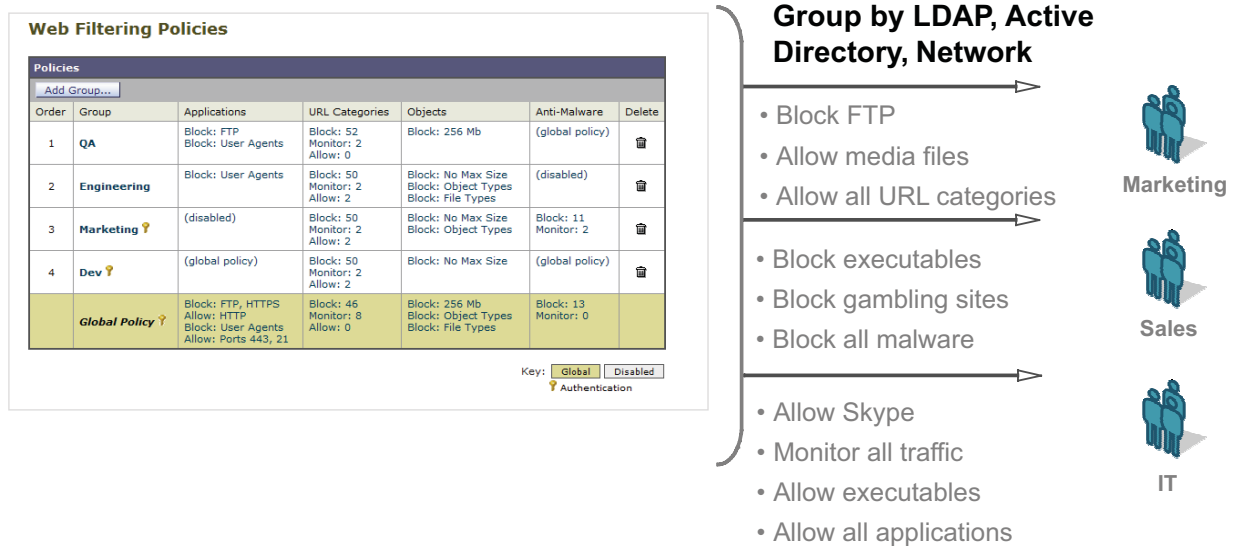 Web Filtering Policies
Policies
Add Group...
Order Group Applications URL Categories Objects Anti-Malware Delete
1 QA
Block: FTP
Block: User Agents
Block: 52
Monitor: 2
Allow: 0
Block: 256 Mb
(global policy)
2 Engineering
Block: User Agents
Block: 50
Monitor: 2
Allow: 2
Block: No Max Size
Block: Object Types
Block: File Types
(disabled)
3 Marketing
(disabled)
Block: 50
Monitor: 2
Allow: 2
Block: No Max Size
Block: Object Types
Block: 11
Monitor: 2
4 Dev
(global policy)
Block: 50
Monitor: 2
Allow: 2
Block: No Max Size
(global policy)
Global Policy
Block: FTP, HTTPS
Allow: HTTP
Block: User Agents
Allow: Ports 443, 21
Block: 46
Monitor: 8
Allow: 0
Block: 256 Mb
Block: Object Types
Block: File Types
Block: 13
Monitor: 0
Key: Global Disabled
Authentication
Group by LDAP, Active
Directory, Network
• Block FTP
• Allow media files
• Allow all URL categories
Marketing
• Block executables
• Block gambling sites
• Block all malware
Sales
• Allow Skype
• Monitor all traffic
• Allow executables
• Allow all applications
IT